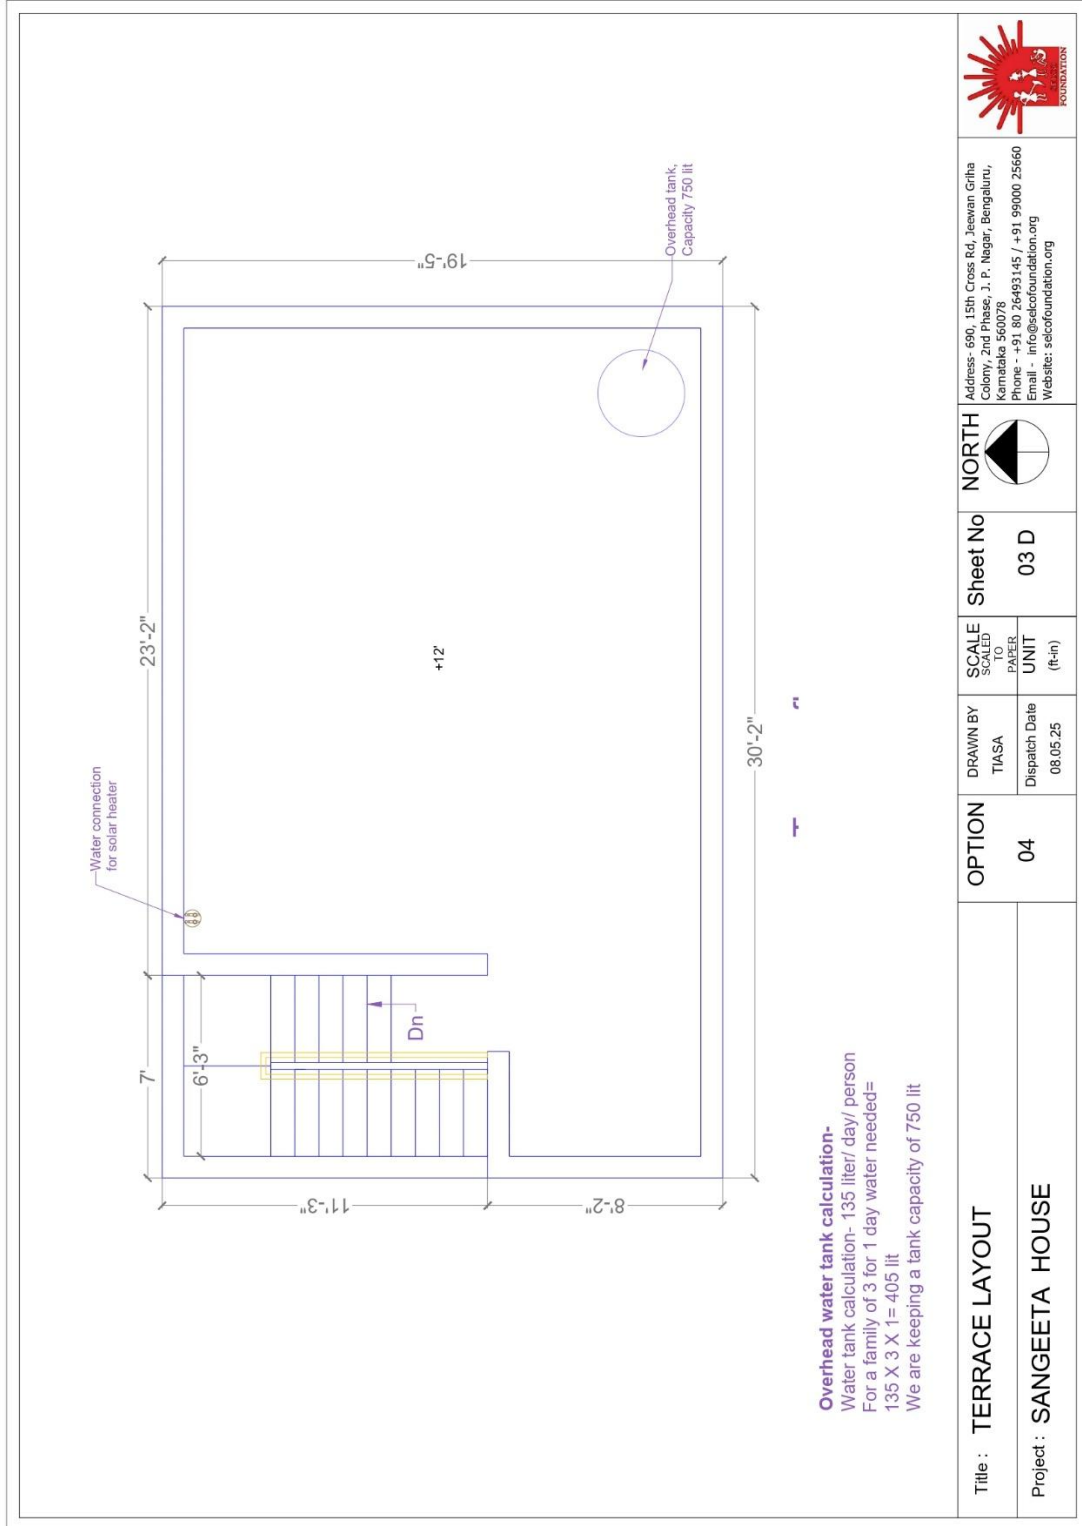 Water connection
for solar heater
7'
23'-2"
6'-3"
19'-5"
11'-3"
8'-2"
Dn
+12'
30'-2"
Overhead tank,
Capacity 750 lit
Overhead water tank calculation-
Water tank calculation- 135 liter/ day/ person
For a family of 3 for 1 day water needed=
135 X 3 X 1= 405 lit
We are keeping a tank capacity of 750 lit
Title : TERRACE LAYOUT
Project : SANGEETA HOUSE
OPTION
04
DRAWN BY
TIASA
Dispatch Date
08.05.25
SCALE
SCALED
TO
PAPER
UNIT
(ft-in)
Sheet No
03 D
NORTH
Address- 690, 15th Cross Rd, Jeewan Griha
Colony, 2nd Phase, J. P. Nagar, Bengaluru,
Karnataka 560078
Phone - +91 80 26493145 / +91 99000 25660
Email - info@selcofoundation.org
Website: selcofoundation.org
SELCO
FOUNDATION